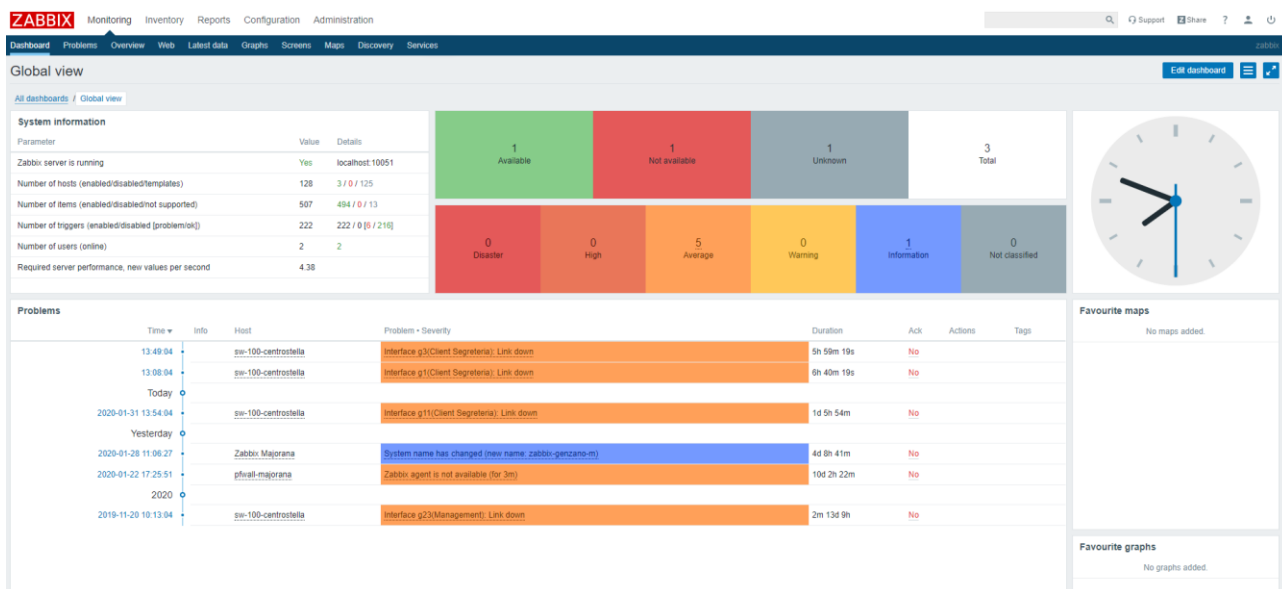 ZABBIX Monitoring Inventory Reports Configuration Administration Support Z Share ?
Dashboard Problems Overview Web Latest data Graphs Screens Maps Discovery Services zabbix
Global view Edit dashboard
All dashboards / Global view
System information
Parameter Value Details
Zabbix server is running Yes localhost:10051
Number of hosts (enabled/disabled/templates) 128 3 / 0 / 125
Number of items (enabled/disabled/not supported) 507 494 / 0 / 13
Number of triggers (enabled/disabled [problem/ok]) 222 222 / 0 [6 / 216]
Number of users (online) 2 2
Required server performance, new values per second 4.38
1 1 1 3
Available Not available Unknown Total
0 0 5 0 1 0
Disaster High Average Warning Information Not classified
Problems
Time Info Host Problem • Severity Duration Ack Actions Tags
13:49:04 sw-100-centrostella Interface g3(Client Segreteria): Link down 5h 59m 19s No
13:08:04 sw-100-centrostella Interface g1(Client Segreteria): Link down 6h 40m 19s No
Today
2020-01-31 13:54:04 sw-100-centrostella Interface g11(Client Segreteria): Link down 1d 5h 54m No
Yesterday
2020-01-28 11:06:27 Zabbix Majorana System name has changed (new name: zabbix-genzano-m) 4d 8h 41m No
2020-01-22 17:25:51 pfwall-majorana Zabbix agent is not available (for 3m) 10d 2h 22m No
2020
2019-11-20 10:13:04 sw-100-centrostella Interface g23(Management): Link down 2m 13d 9h No
Favourite maps
No maps added.
Favourite graphs
No graphs added.